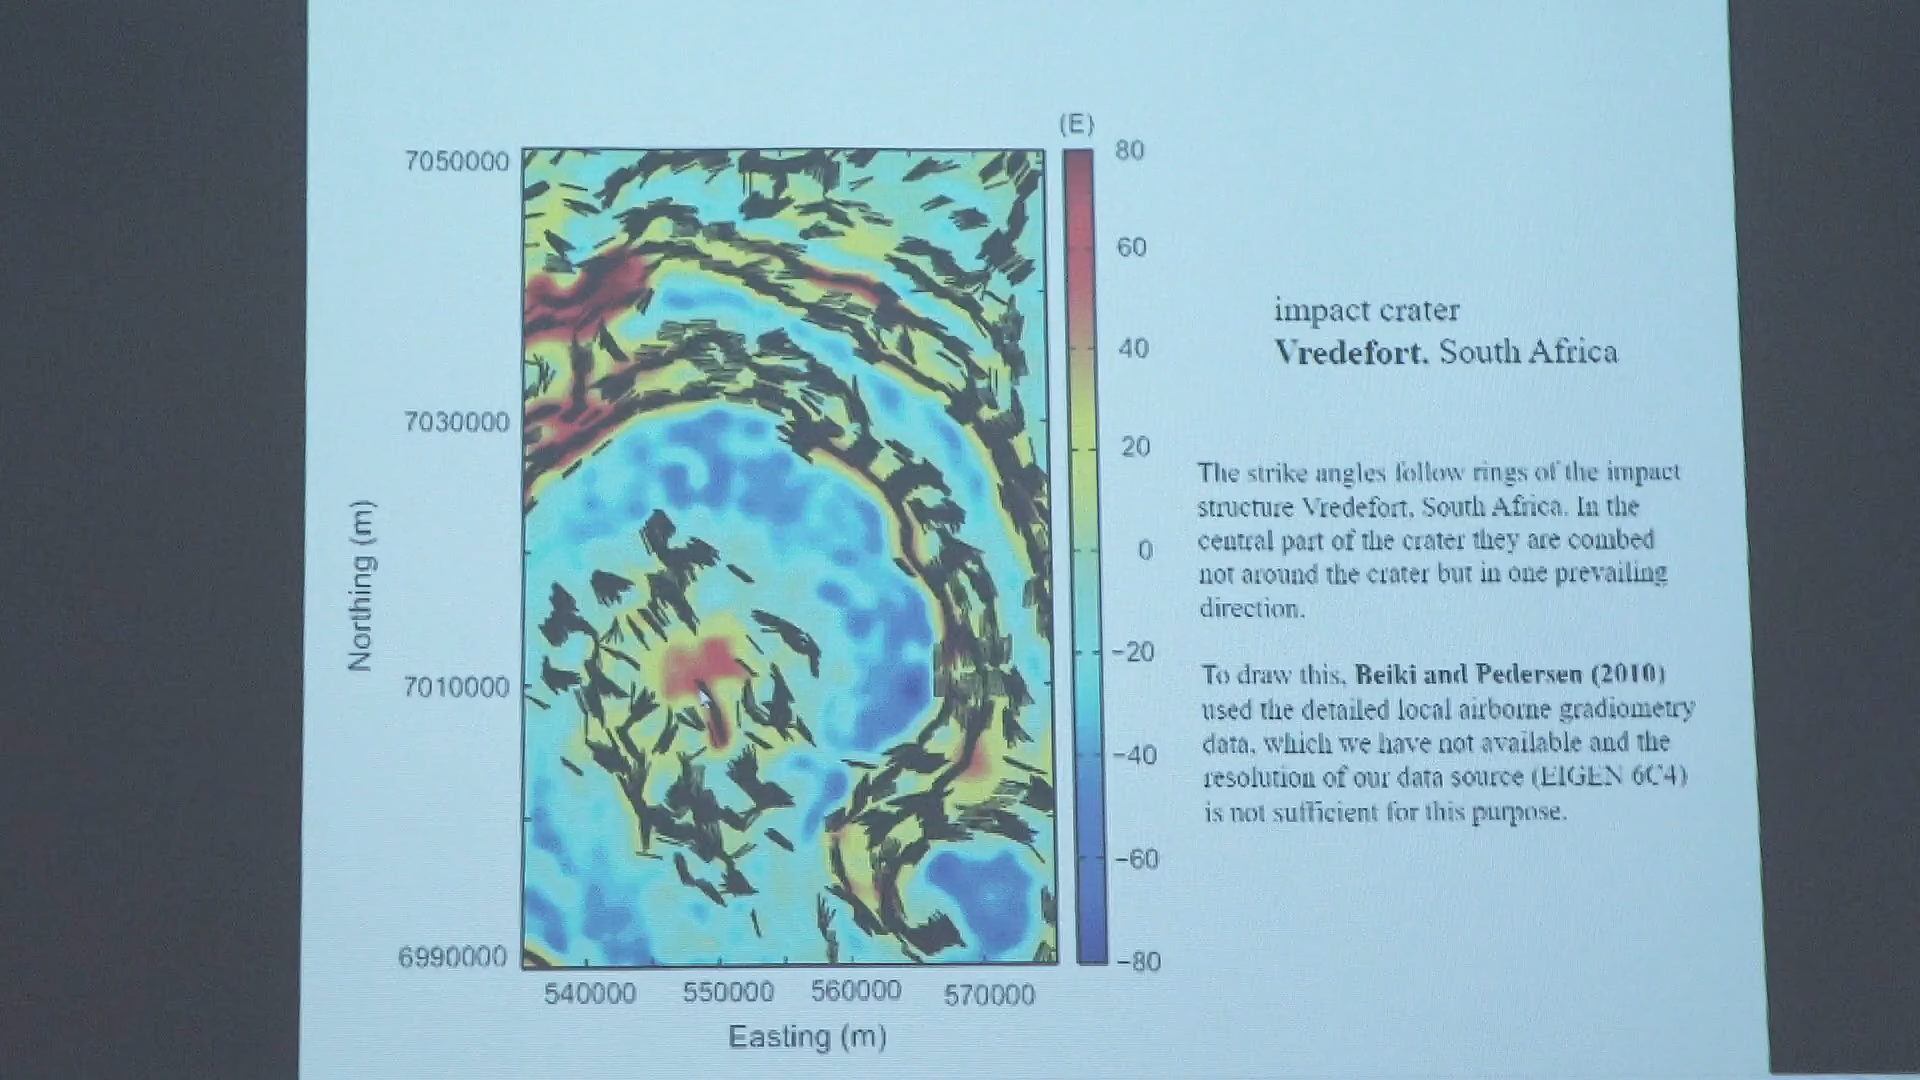 (E)
7050000
7030000
7010000
6990000
Northing (m)
540000 550000 560000 570000
Easting (m)
80
60
40
20
0
−20
−40
−60
−80
impact crater
Vredefort. South Africa
The strike angles follow rings of the impact
structure Vredefort, South Africa. In the
central part of the crater they are combed
not around the crater but in one prevailing
direction.
To draw this, Beiki and Pedersen (2010)
used the detailed local airborne gradiometry
data, which we have not available and the
resolution of our data source (EIGEN 6C4)
is not sufficient for this purpose.